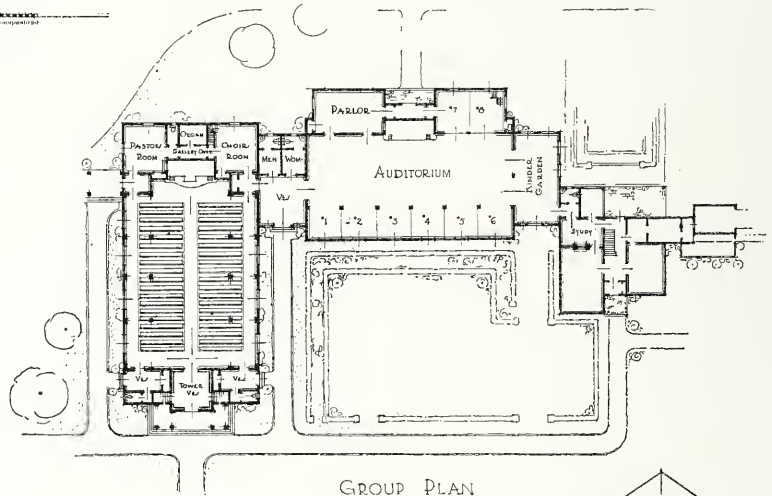 PARLOR
*7
*8
ORGAN
PASTORS ROOM
GALLERY OVER
CHOIR ROOM
MEN
WOM
AUDITORIUM
KINDER GARDEN
VES
*1
*2
*3
*4
*5
*6
STUDY
VES
TOWER VES
VES
GROUP PLAN